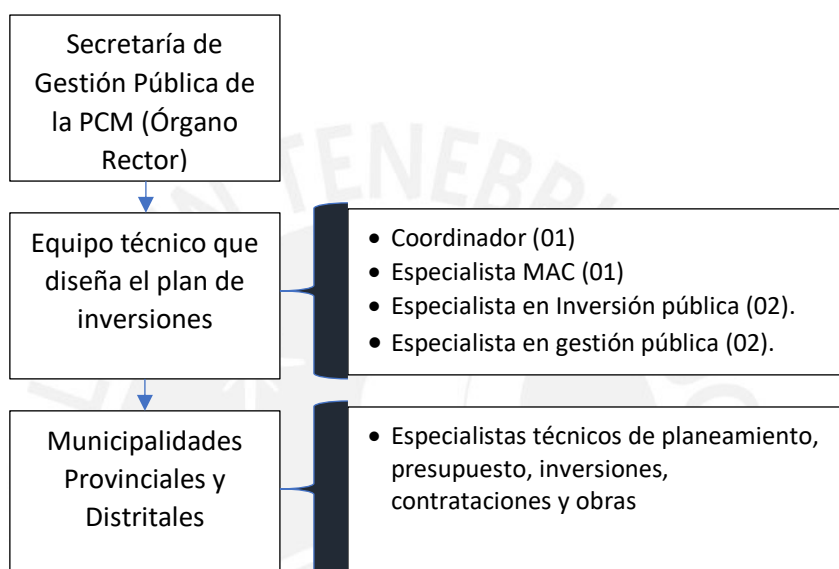 Secretaría de
Gestión Pública de
la PCM (Órgano
Rector)
Equipo técnico que
diseña el plan de
inversiones
• Coordinador (01)
• Especialista MAC (01)
• Especialista en Inversión pública (02).
• Especialista en gestión pública (02).
Municipalidades
Provinciales y
Distritales
• Especialistas técnicos de planeamiento,
presupuesto, inversiones,
contrataciones y obras
TENEB